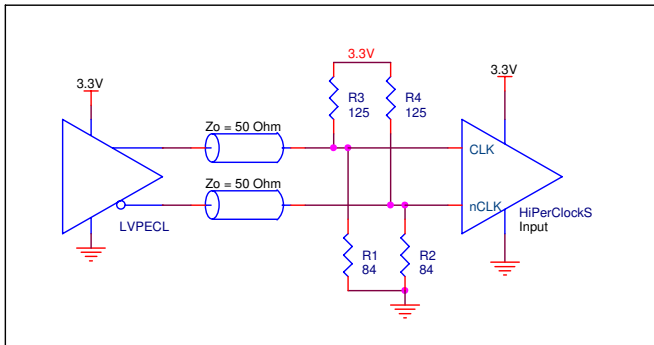 3.3V
3.3V
3.3V
R3
125
R4
125
Zo = 50 Ohm
CLK
Zo = 50 Ohm
nCLK
LVPECL
HiPerClockS
Input
R1
84
R2
84